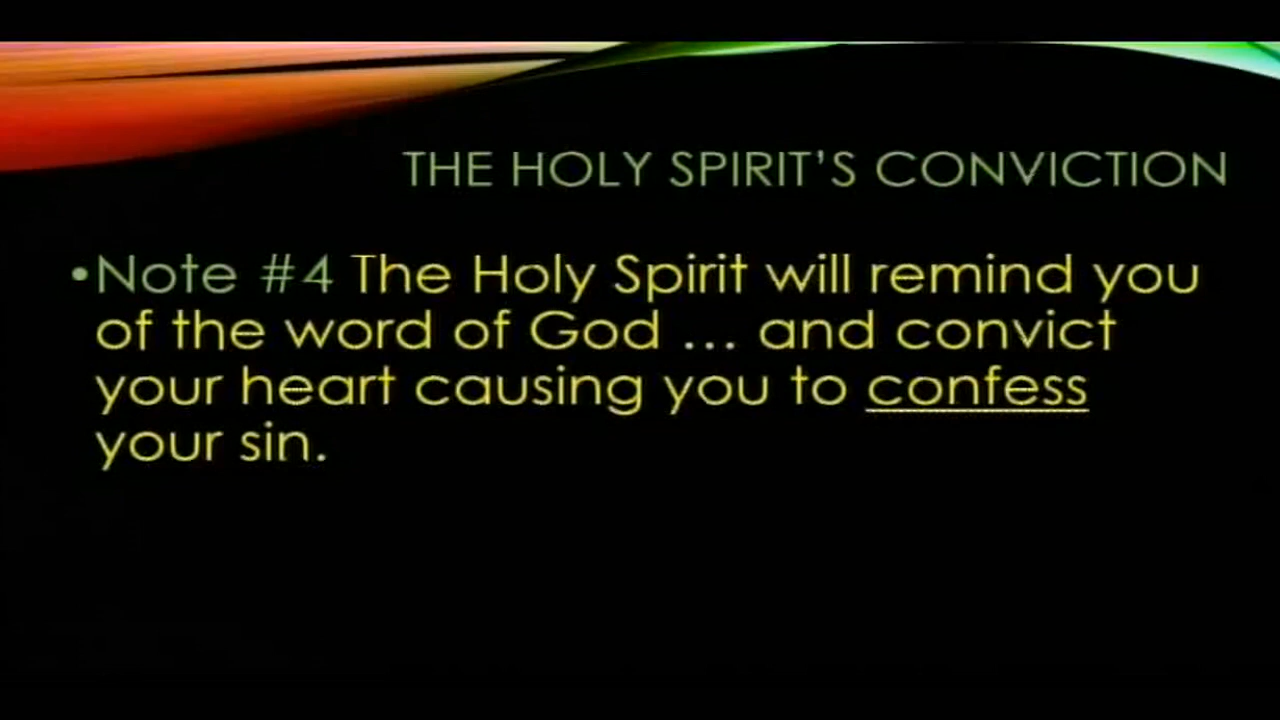 THE HOLY SPIRIT’S CONVICTION
•Note #4 The Holy Spirit will remind you
of the word of God … and convict
your heart causing you to confess
your sin.